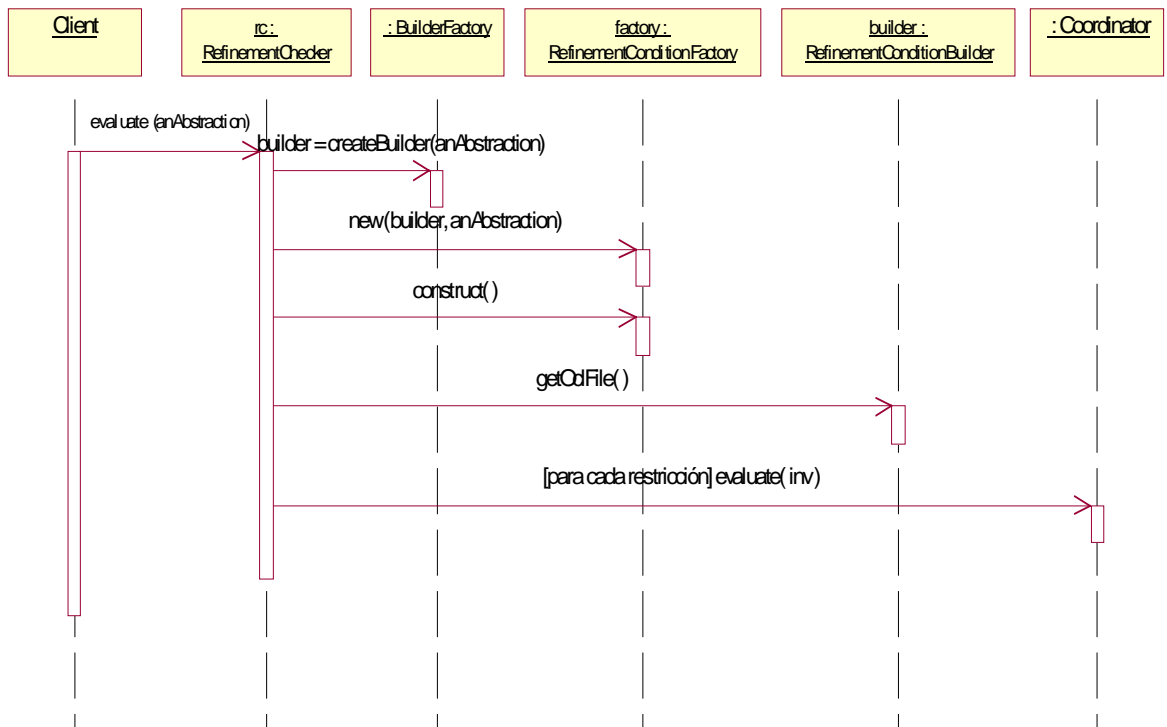 Client
rc :
RefinementChecker
: BuilderFactory
factory :
RefinementConditionFactory
builder :
RefinementConditionBuilder
: Coordinator
evaluate (anAbstraction)
builder = createBuilder(anAbstraction)
new(builder, anAbstraction)
construct( )
getOclFile( )
[para cada restricción] evaluate( inv )